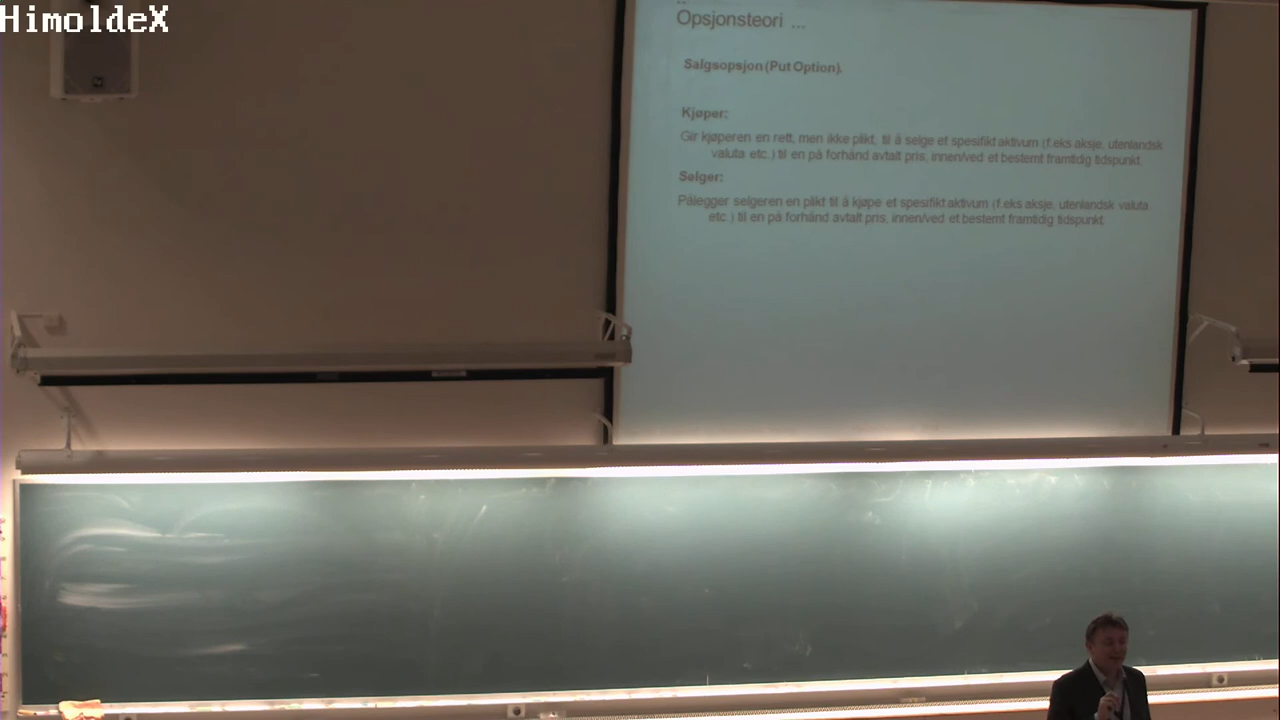 HimoldeX
Opsjonsteori ...
Salgsopsjon (Put Option).
Kjøper:
Gir kjøperen en rett, men ikke plikt, til å selge et spesifikt aktivum (f.eks aksje, utenlandsk
valuta etc.) til en på forhånd avtalt pris, innen/ved et bestemt framtidig tidspunkt.
Selger:
Pålegger selgeren en plikt til å kjøpe et spesifikt aktivum (f.eks aksje, utenlandsk valuta
etc.) til en på forhånd avtalt pris, innen/ved et bestemt framtidig tidspunkt.